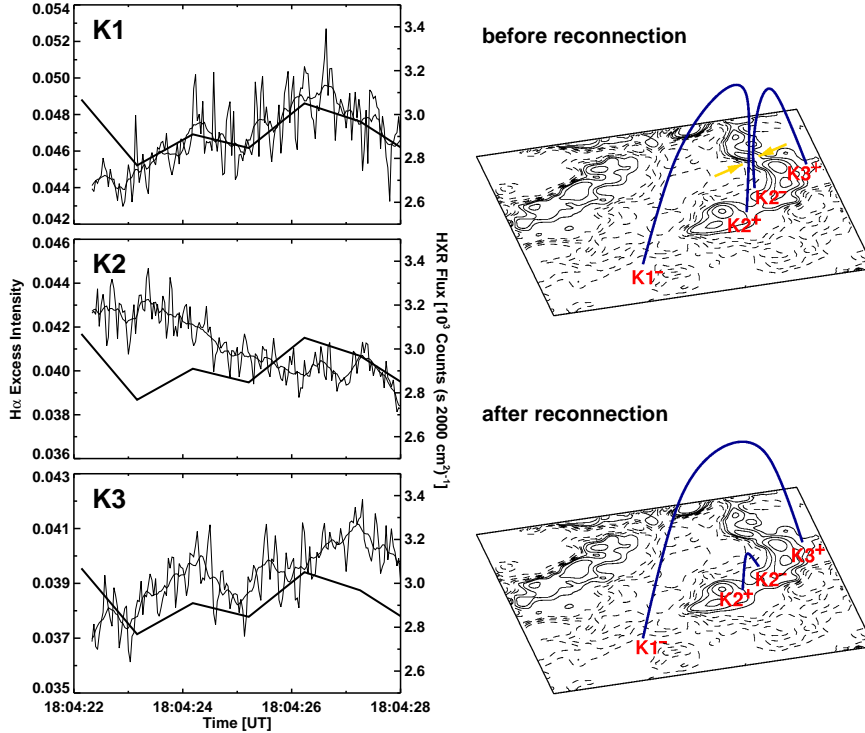 K1
0.054
0.052
0.050
0.048
0.046
0.044
0.042
3.4
3.2
3.0
2.8
2.6
K2
0.046
0.044
0.042
0.040
0.038
0.036
3.4
3.2
3.0
2.8
2.6
K3
0.043
0.041
0.039
0.037
0.035
3.4
3.2
3.0
2.8
2.6
18:04:22
18:04:24
18:04:26
18:04:28
Time [UT]
Hα Excess Intensity
HXR Flux [10³ Counts (s 2000 cm²)⁻¹]
before reconnection
K3⁺
K2⁻
K2⁺
K1⁻
after reconnection
K3⁺
K2⁻
K2⁺
K1⁻